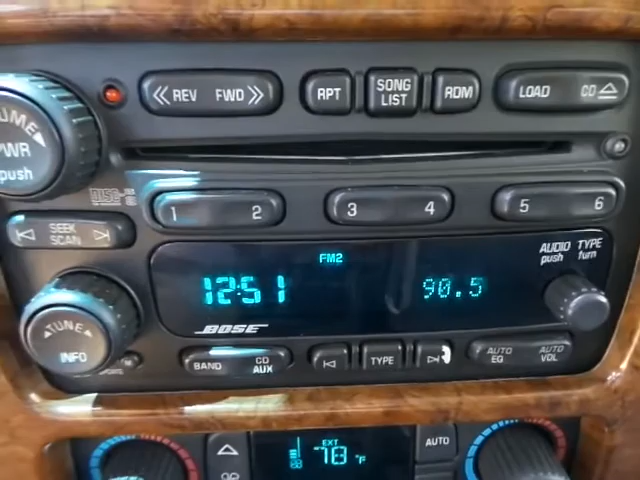 REV FWD
RPT
SONG
LIST
RDM
LOAD CD
UME
PWR
push
DISC
1 2
3 4
5 6
SEEK
SCAN
FM2
AUDIO TYPE
push turn
12:51
90.5
BOSE
TUNE
INFO
BAND
CD
AUX
TYPE
AUTO
EQ
AUTO
VOL
EXT
78 °F
AUTO